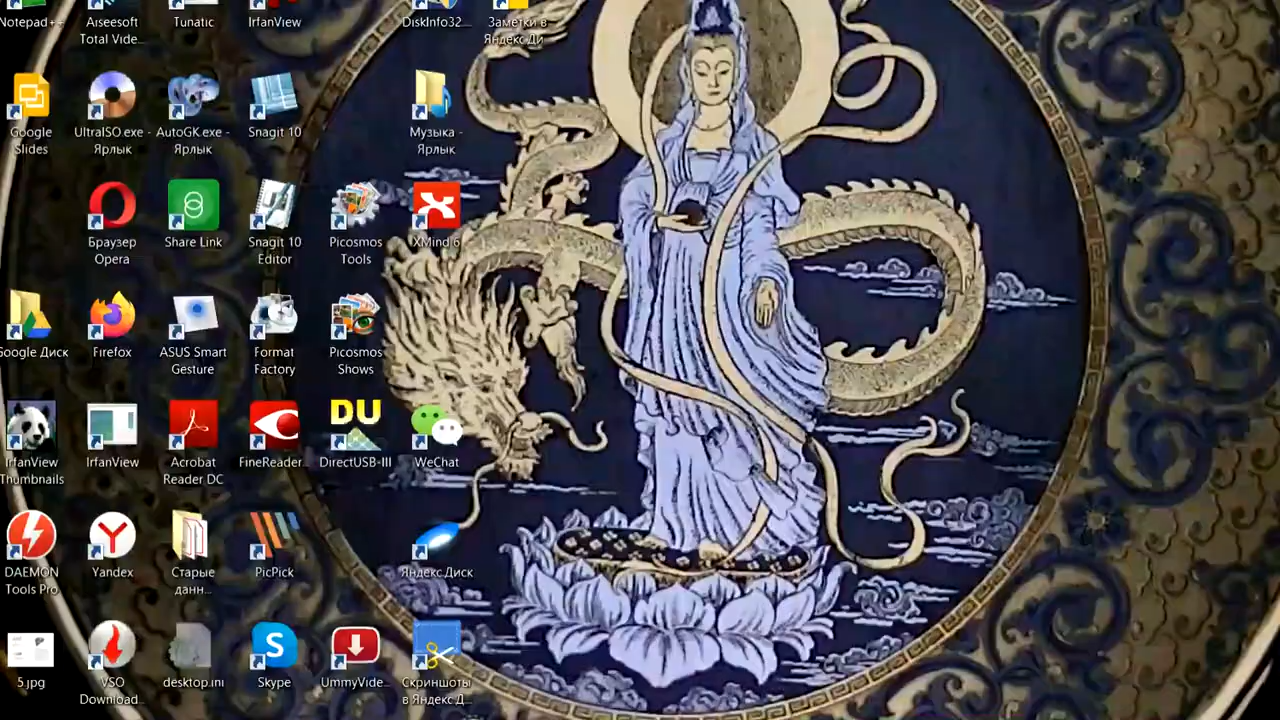 Notepad++
Aiseesoft
Total Vide...
Tunatic
IrfanView
DiskInfo32...
Заметки в
Яндекс.Ди...
Google
Slides
UltraISO.exe -
Ярлык
AutoGK.exe -
Ярлык
Snagit 10
Музыка -
Ярлык
Браузер
Opera
Share Link
Snagit 10
Editor
Picosmos
Tools
XMind 6
Google Диск
Firefox
ASUS Smart
Gesture
Format
Factory
Picosmos
Shows
IrfanView
Thumbnails
IrfanView
Acrobat
Reader DC
FineReader...
DU
DirectUSB-III
WeChat
DAEMON
Tools Pro
Yandex
Старые
данн...
PicPick
Яндекс.Диск
5.jpg
VSO
Download...
desktop.ini
Skype
UmmyVide...
Скриншоты
в Яндекс.Д...